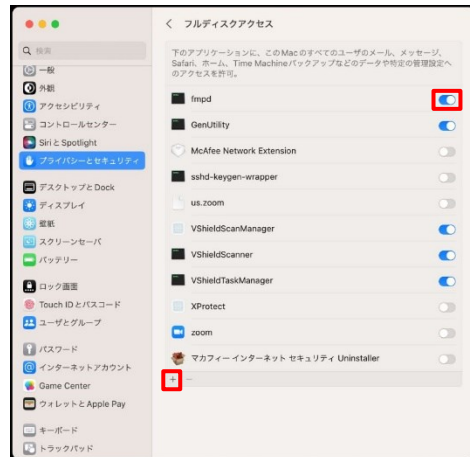 フルディスクアクセス
検索
一般
外観
アクセシビリティ
コントロールセンター
Siri と Spotlight
プライバシーとセキュリティ
デスクトップと Dock
ディスプレイ
壁紙
スクリーンセーバ
バッテリー
ロック画面
Touch ID とパスコード
ユーザとグループ
パスワード
インターネットアカウント
Game Center
ウォレットと Apple Pay
キーボード
トラックパッド
下のアプリケーションに、このMacのすべてのユーザのメール、メッセージ、
Safari、ホーム、Time Machineバックアップなどのデータや特定の管理設定へ
のアクセスを許可。
fmpd
GenUtility
McAfee Network Extension
sshd-keygen-wrapper
us.zoom
VShieldScanManager
VShieldScanner
VShieldTaskManager
XProtect
zoom
マカフィー インターネット セキュリティ Uninstaller
+ −